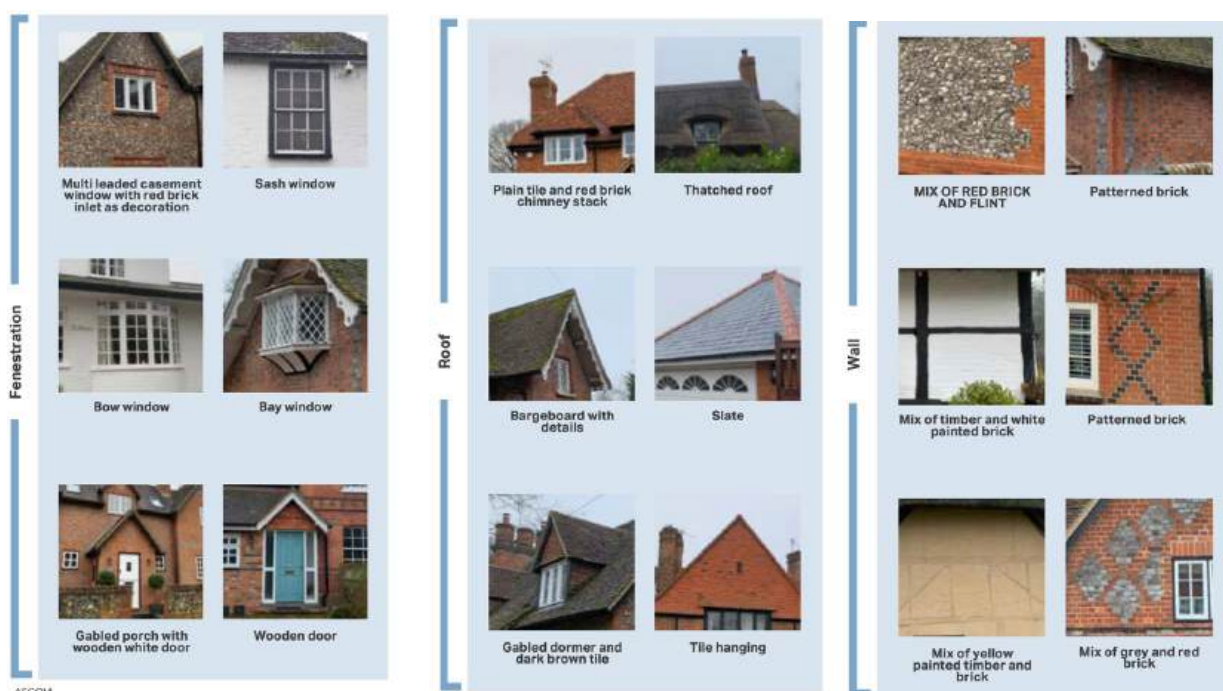 Fenestration
Multi leaded casement
window with red brick
inlet as decoration
Sash window
Bow window
Bay window
Gabled porch with
wooden white door
Wooden door
Roof
Plain tile and red brick
chimney stack
Thatched roof
Bargeboard with
details
Slate
Gabled dormer and
dark brown tile
Tile hanging
Wall
MIX OF RED BRICK
AND FLINT
Patterned brick
Mix of timber and white
painted brick
Patterned brick
Mix of yellow
painted timber and
brick
Mix of grey and red
brick
AECOM